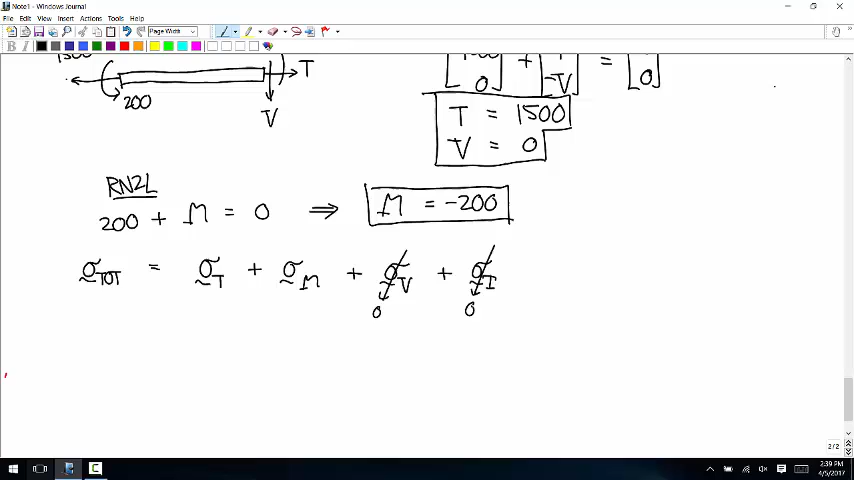 Note1 - Windows Journal
File Edit View Insert Actions Tools Help
Page Width
B I
1500
T
200
V
[0] + [-V] = [0]
T = 1500
V = 0
RN2L
200 + M = 0 ⇒ M = -200
σTOT = σT + σM + σV + σI
0 0
2/2
2:39 PM
4/5/2017